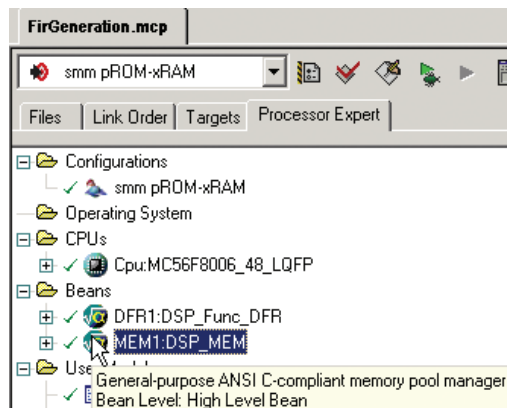 FirGeneration.mcp
smm pROM-xRAM
Files Link Order Targets Processor Expert
Configurations
smm pROM-xRAM
Operating System
CPUs
Cpu:MC56F8006_48_LQFP
Beans
DFR1:DSP_Func_DFR
MEM1:DSP_MEM
General-purpose ANSI C-compliant memory pool manager
Bean Level: High Level Bean